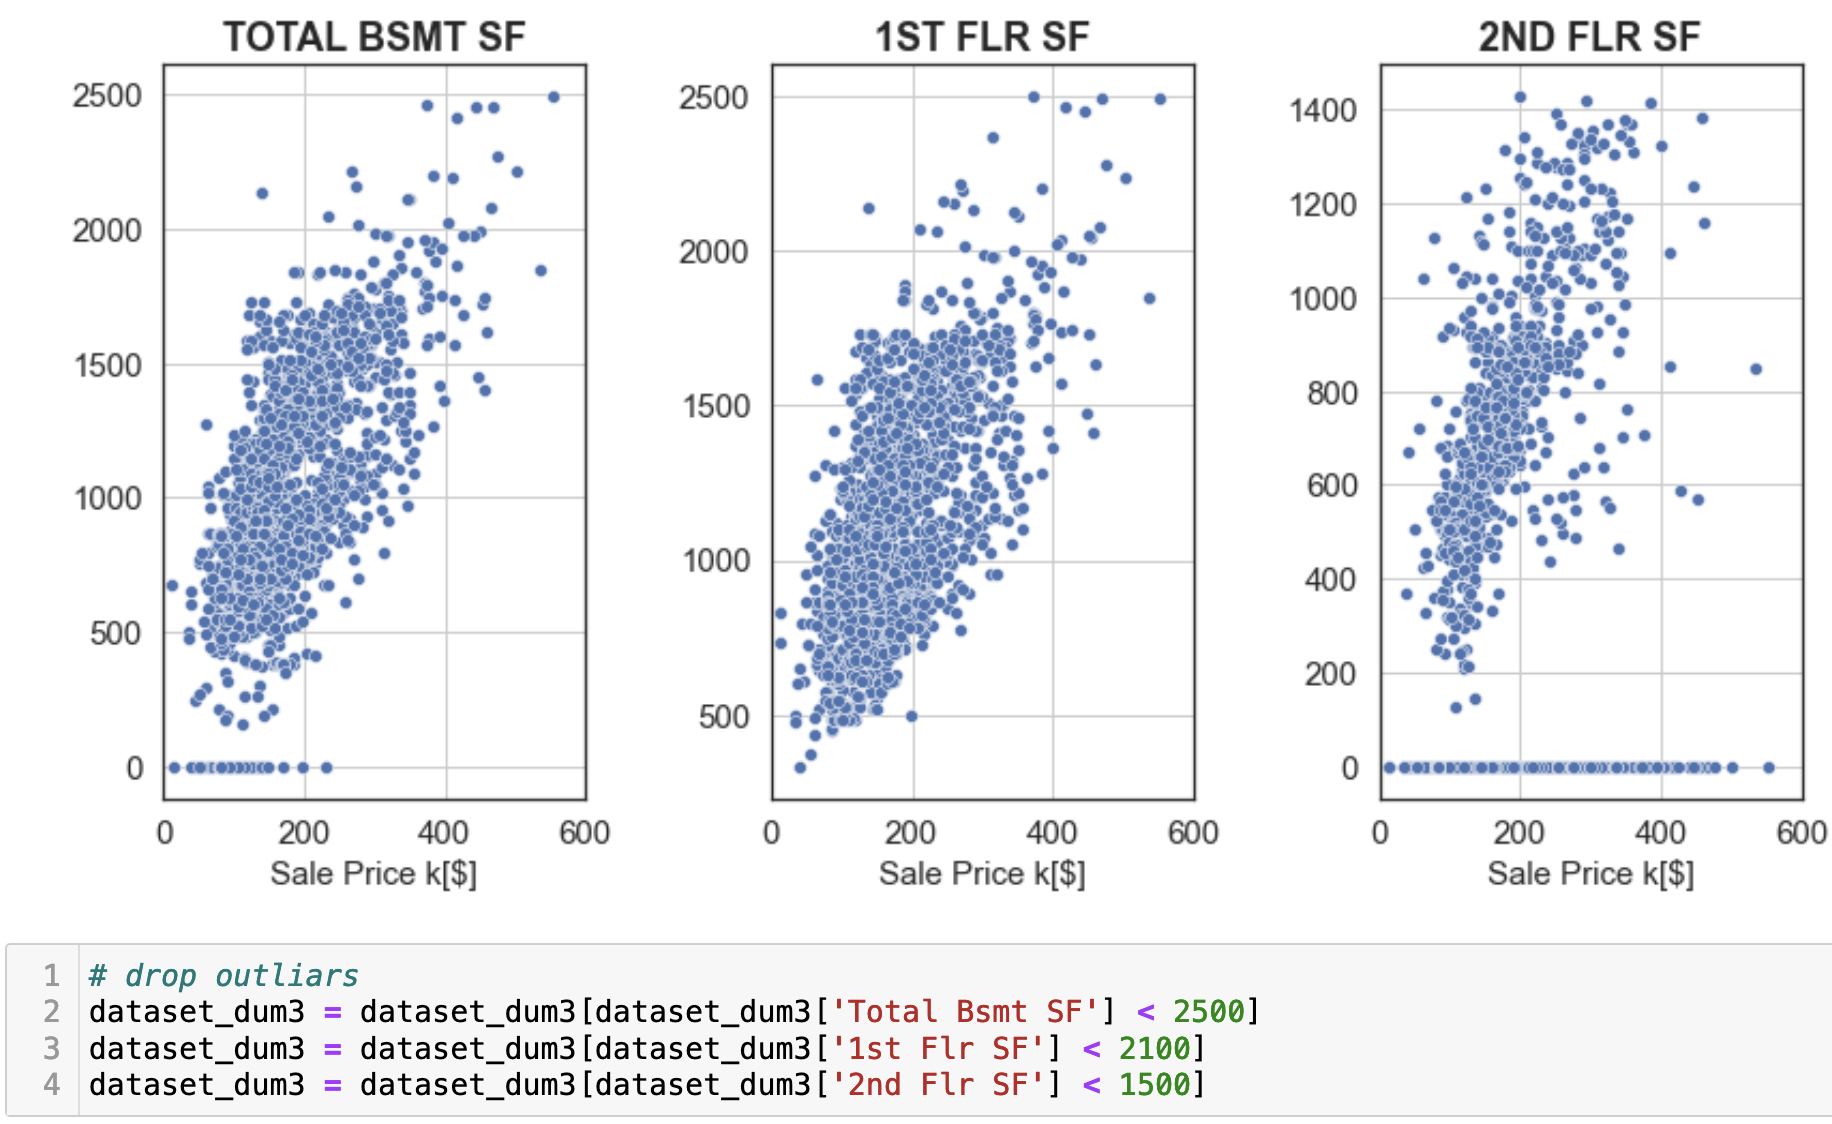 TOTAL BSMT SF
1ST FLR SF
2ND FLR SF
2500
2000
1500
1000
500
0
0 200 400 600
Sale Price k[$]
2500
2000
1500
1000
500
0 200 400 600
Sale Price k[$]
1400
1200
1000
800
600
400
200
0
0 200 400 600
Sale Price k[$]
1 # drop outliars
2 dataset_dum3 = dataset_dum3[dataset_dum3['Total Bsmt SF'] < 2500]
3 dataset_dum3 = dataset_dum3[dataset_dum3['1st Flr SF'] < 2100]
4 dataset_dum3 = dataset_dum3[dataset_dum3['2nd Flr SF'] < 1500]